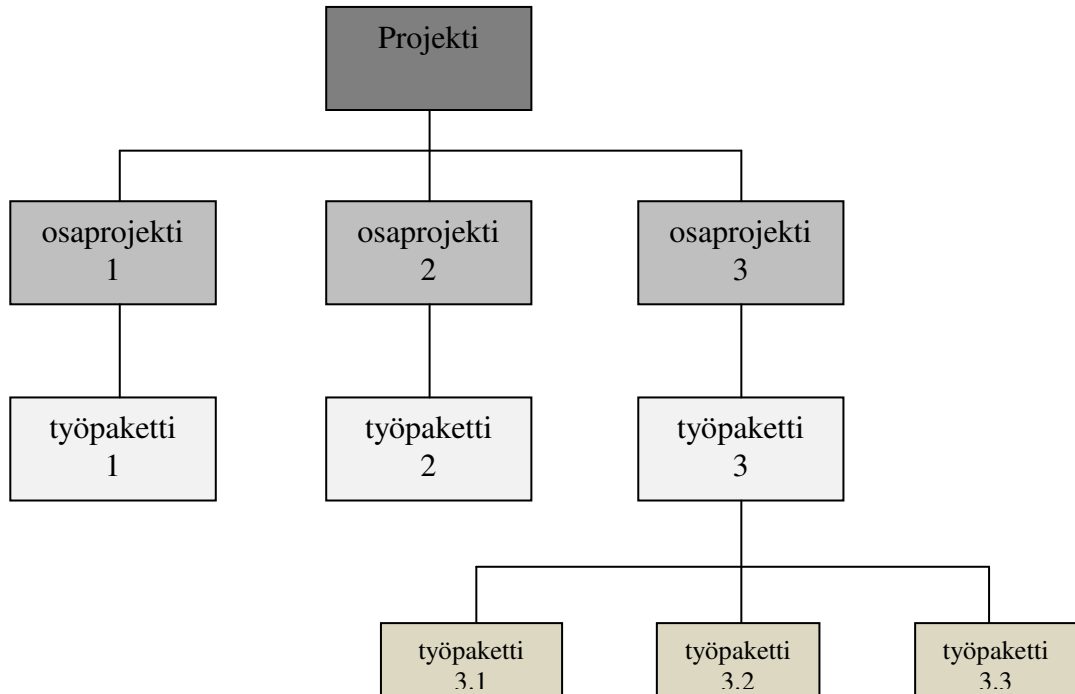 Projekti
osaprojekti
1
osaprojekti
2
osaprojekti
3
työpaketti
1
työpaketti
2
työpaketti
3
työpaketti
3.1
työpaketti
3.2
työpaketti
3.3